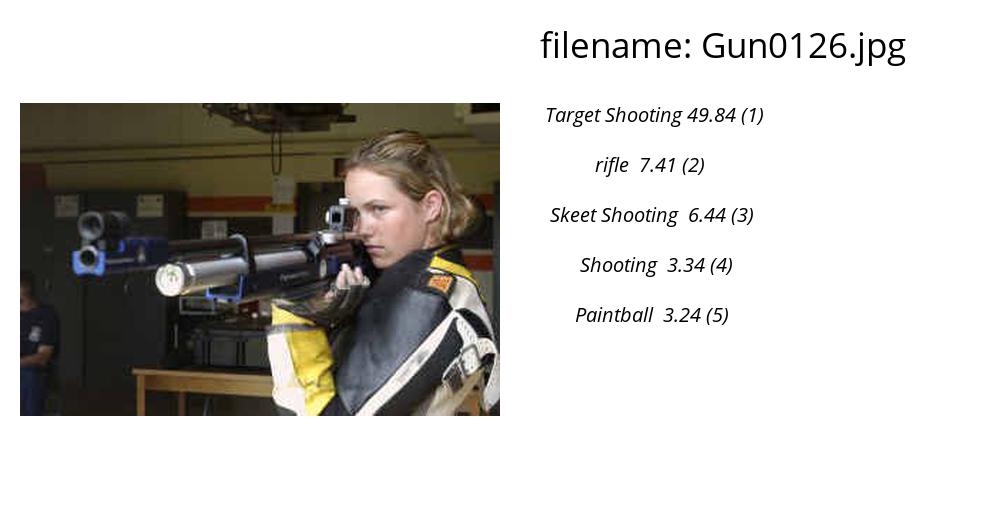 filename: Gun0126.jpg
Target Shooting 49.84 (1)
rifle 7.41 (2)
Skeet Shooting 6.44 (3)
Shooting 3.34 (4)
Paintball 3.24 (5)